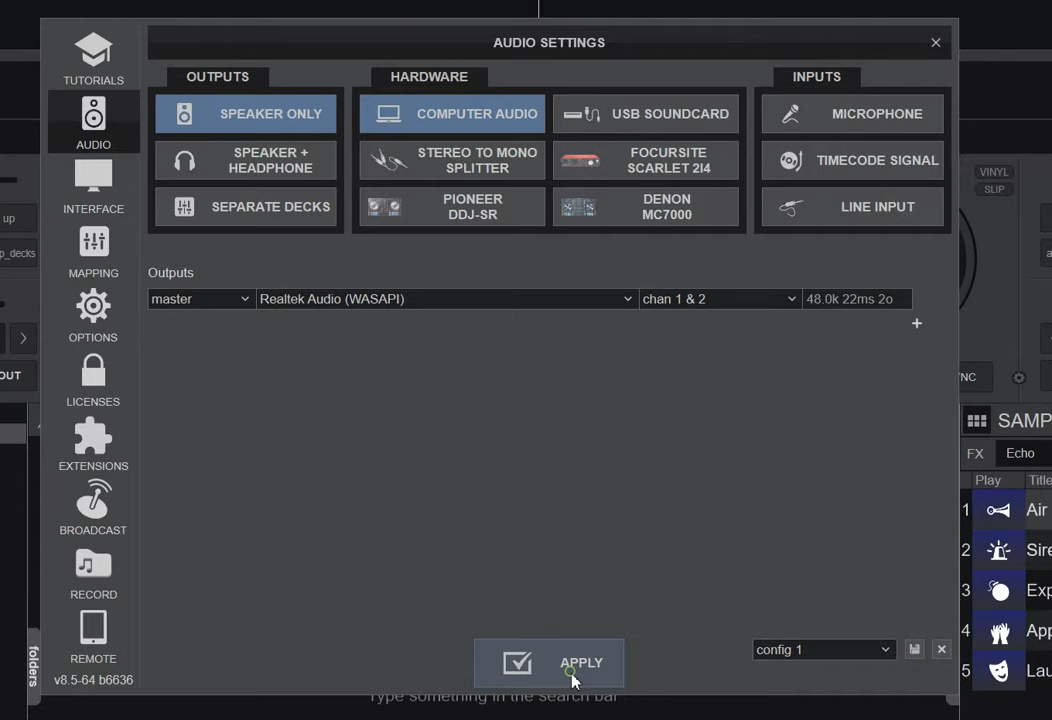 AUDIO SETTINGS
TUTORIALS
AUDIO
INTERFACE
MAPPING
OPTIONS
LICENSES
EXTENSIONS
BROADCAST
RECORD
REMOTE
v8.5-64 b6636
OUTPUTS
SPEAKER ONLY
SPEAKER +
HEADPHONE
SEPARATE DECKS
HARDWARE
COMPUTER AUDIO
USB SOUNDCARD
STEREO TO MONO
SPLITTER
FOCURSITE
SCARLET 2I4
PIONEER
DDJ-SR
DENON
MC7000
INPUTS
MICROPHONE
TIMECODE SIGNAL
LINE INPUT
Outputs
master
Realtek Audio (WASAPI)
chan 1 & 2
48.0k 22ms 2o
+
APPLY
config 1
up
p_decks
OUT
folders
Type something in the search bar
VINYL
SLIP
NC
SAMP
FX
Echo
Play
Title
1 Air
2 Sire
3 Exp
4 App
5 Lau